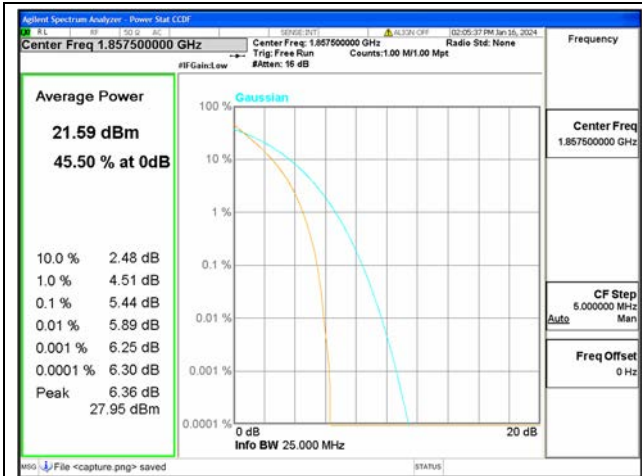 Agilent Spectrum Analyzer - Power Stat CCDF
RL RF 50 Ω AC SENSE:INT ALIGN OFF 02:05:37 PM Jan 16, 2024
Center Freq 1.857500000 GHz
Center Freq: 1.857500000 GHz Radio Std: None
Trig: Free Run Counts:1.00 M/1.00 Mpt
#IFGain:Low #Atten: 16 dB
Frequency
Average Power
21.59 dBm
45.50 % at 0dB
10.0 % 2.48 dB
1.0 % 4.51 dB
0.1 % 5.44 dB
0.01 % 5.89 dB
0.001 % 6.25 dB
0.0001 % 6.30 dB
Peak 6.36 dB
27.95 dBm
Gaussian
100 %
10 %
1 %
0.1 %
0.01 %
0.001 %
0.0001 %
0 dB 20 dB
Info BW 25.000 MHz
Center Freq
1.857500000 GHz
CF Step
5.000000 MHz
Auto Man
Freq Offset
0 Hz
MSG File <capture.png> saved STATUS